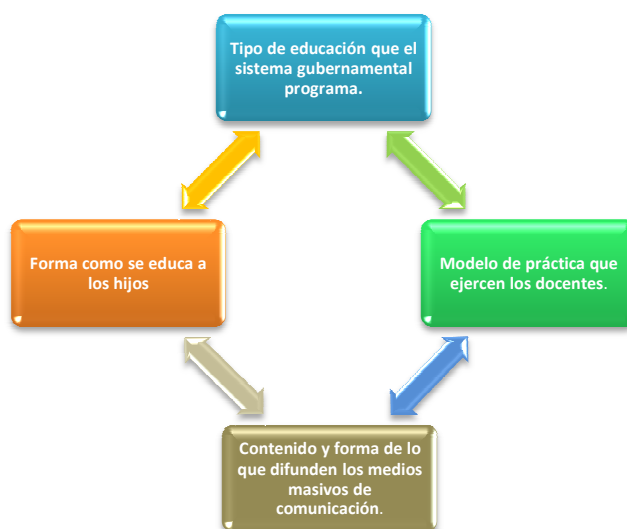 Tipo de educación que el
sistema gubernamental
programa.
Forma como se educa a
los hijos
Modelo de práctica que
ejercen los docentes.
Contenido y forma de lo
que difunden los medios
masivos de
comunicación.